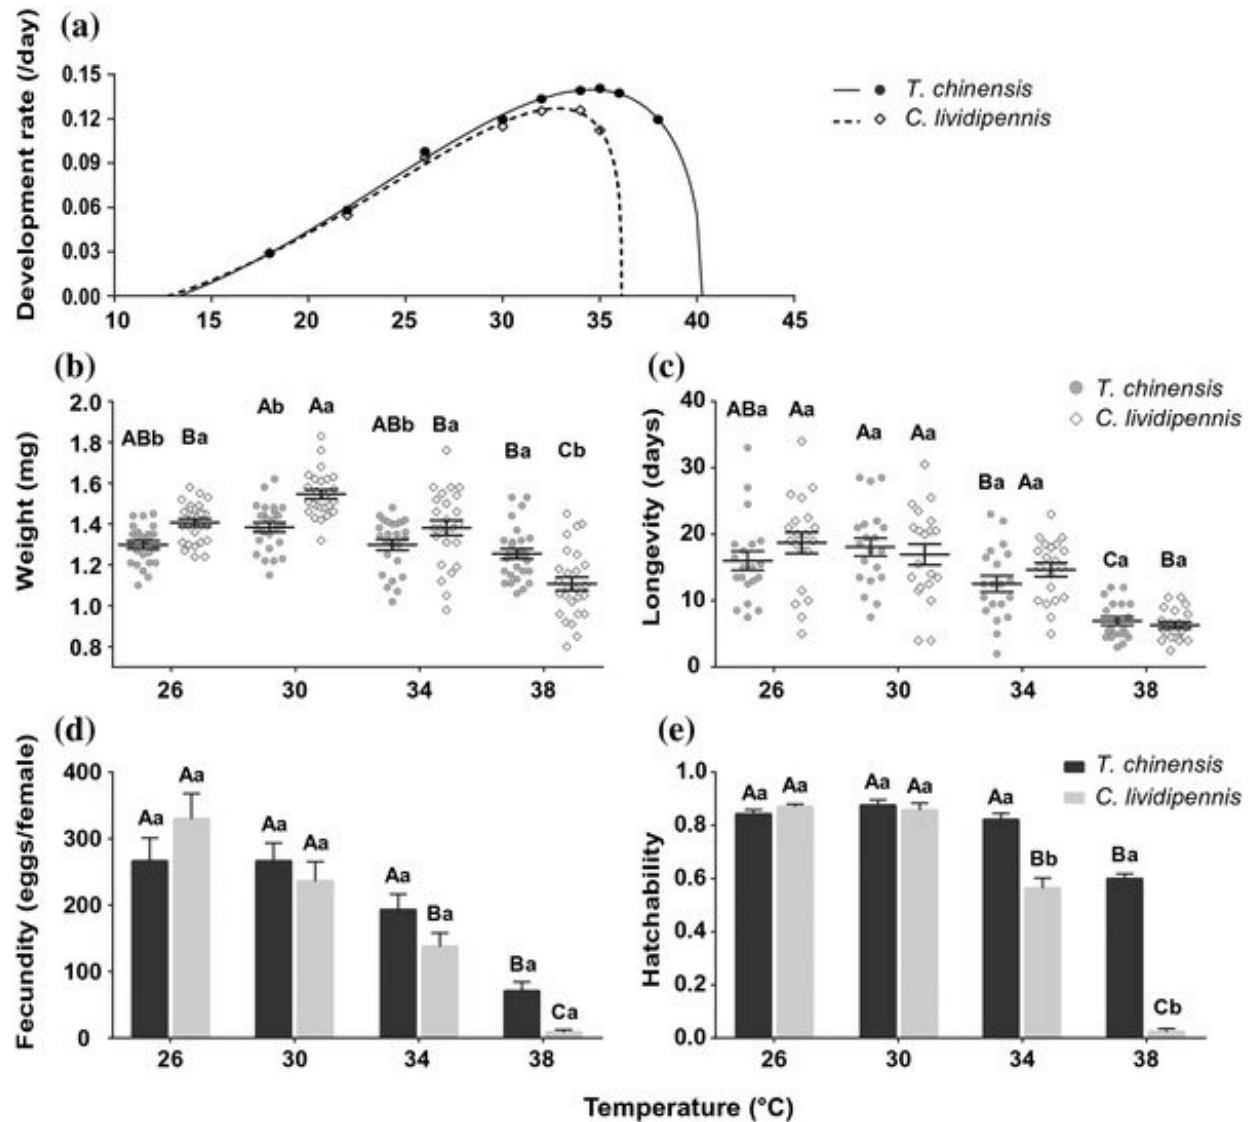 (a)
Development rate (/day)
0.15
0.12
0.09
0.06
0.03
0.00
10 15 20 25 30 35 40 45
T. chinensis
C. lividipennis
(b)
Weight (mg)
2.0
1.8
1.6
1.4
1.2
1.0
0.8
ABb Ba Ab Aa ABb Ba Ba Cb
26 30 34 38
(c)
Longevity (days)
40
30
20
10
0
ABa Aa Aa Aa Ba Aa Ca Ba
26 30 34 38
T. chinensis
C. lividipennis
(d)
Fecundity (eggs/female)
400
300
200
100
0
Aa Aa Aa Aa Aa Ba Ba Ca
26 30 34 38
(e)
Hatchability
1.0
0.8
0.6
0.4
0.2
0.0
Aa Aa Aa Aa Aa Bb Ba Cb
26 30 34 38
T. chinensis
C. lividipennis
Temperature (°C)